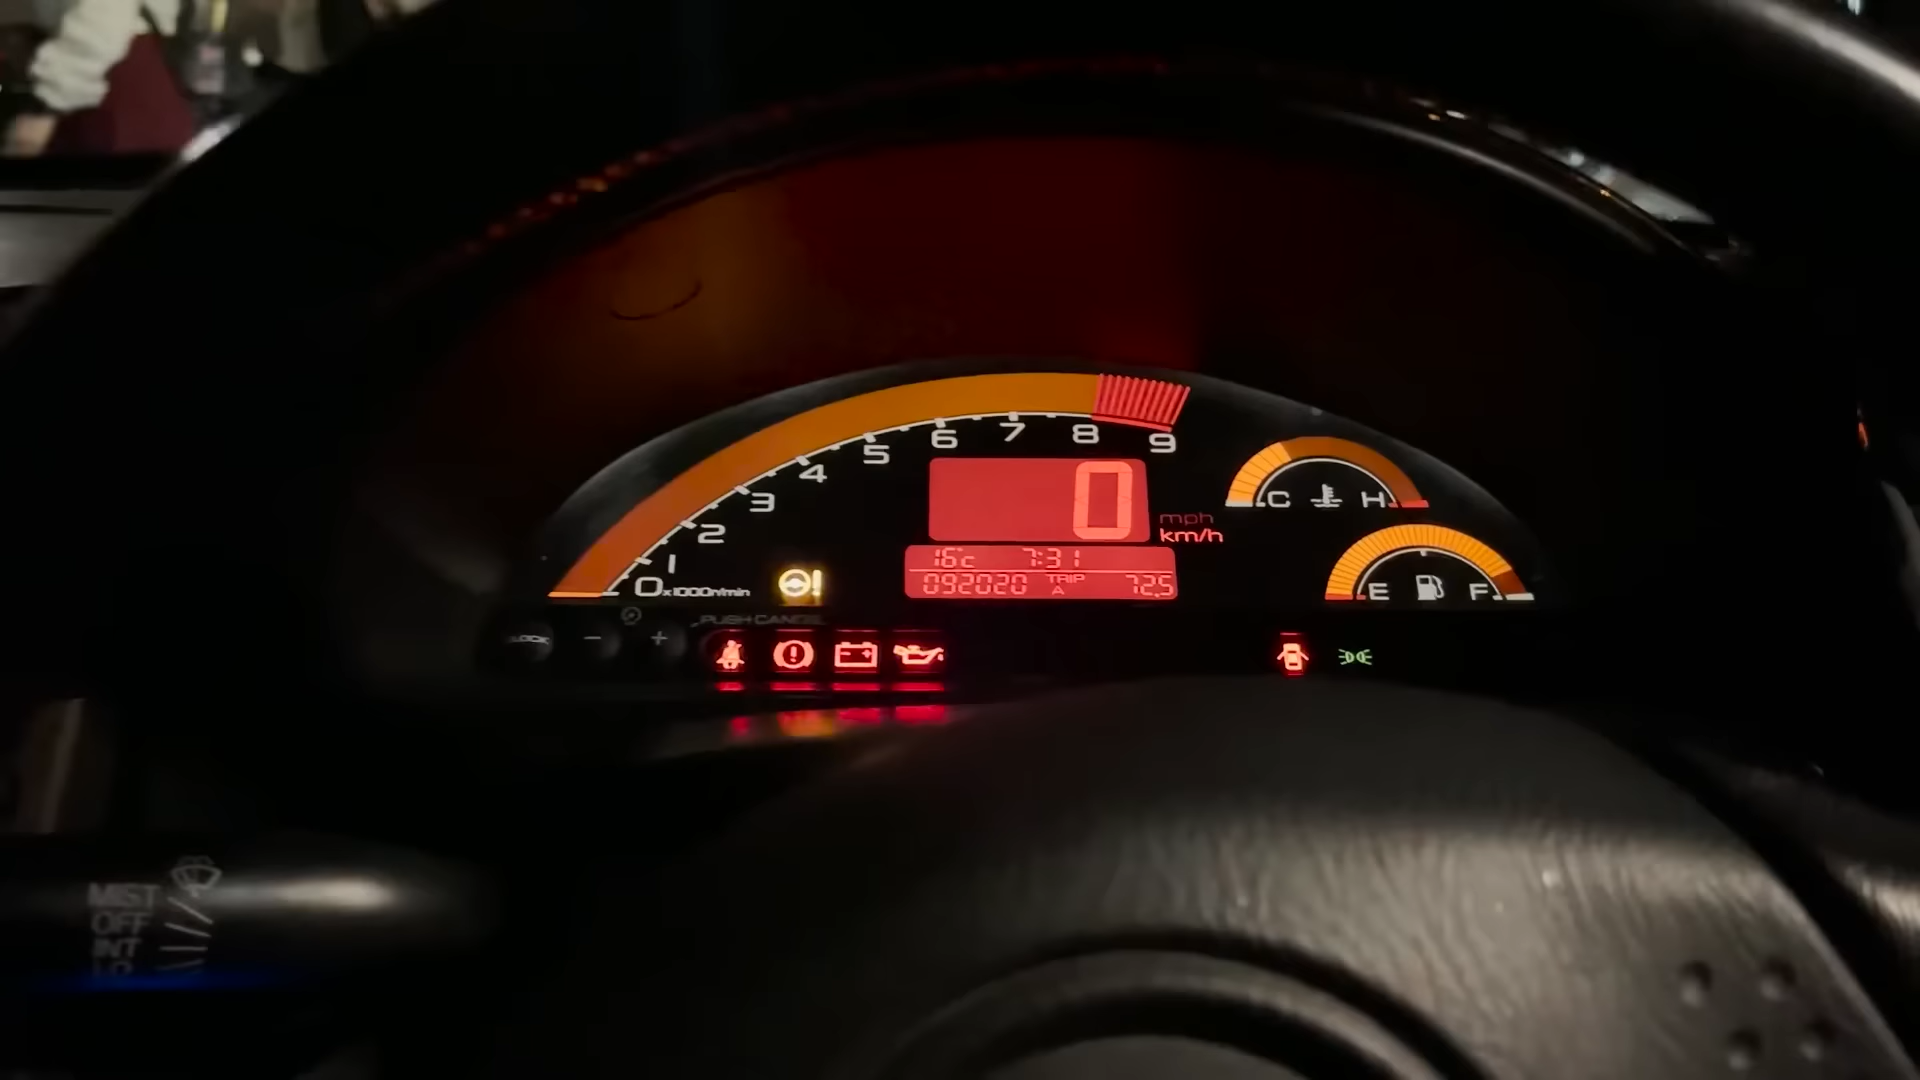 0 1 2 3 4 5 6 7 8 9
x1000r/min
0
mph
km/h
C H
16°c 7:31
092020 TRIP A 72.5
E F
LOCK - +
PUSH CANCEL
MIST
OFF
INT